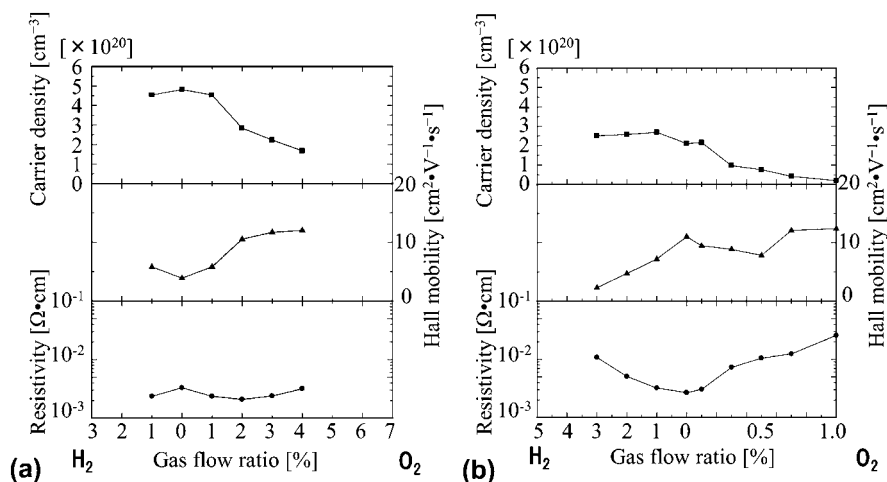 [×10²⁰]
Carrier density [cm⁻³]
6
5
4
3
2
1
0
20
10
0
Hall mobility [cm²•V⁻¹•s⁻¹]
Resistivity [Ω•cm]
10⁻¹
10⁻²
10⁻³
3 2 1 0 1 2 3 4 5 6 7
(a) H₂ Gas flow ratio [%] O₂
[×10²⁰]
Carrier density [cm⁻³]
6
5
4
3
2
1
0
20
10
0
Hall mobility [cm²•V⁻¹•s⁻¹]
Resistivity [Ω•cm]
10⁻¹
10⁻²
10⁻³
5 4 3 2 1 0 0.5 1.0
(b) H₂ Gas flow ratio [%] O₂